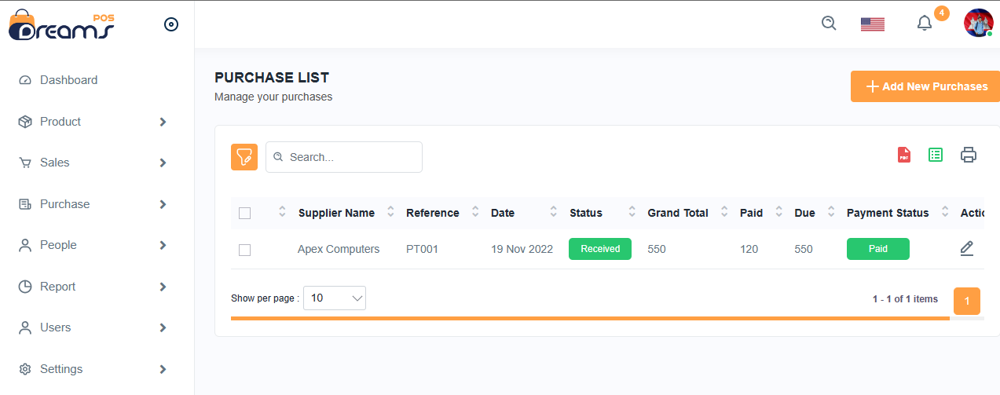 POS
Dreams
4
Dashboard
Product
Sales
Purchase
People
Report
Users
Settings
PURCHASE LIST
Manage your purchases
Add New Purchases
Search...
PDF
Supplier Name Reference Date Status Grand Total Paid Due Payment Status Actic
Apex Computers PT001 19 Nov 2022 Received 550 120 550 Paid
Show per page : 10
1 - 1 of 1 items 1